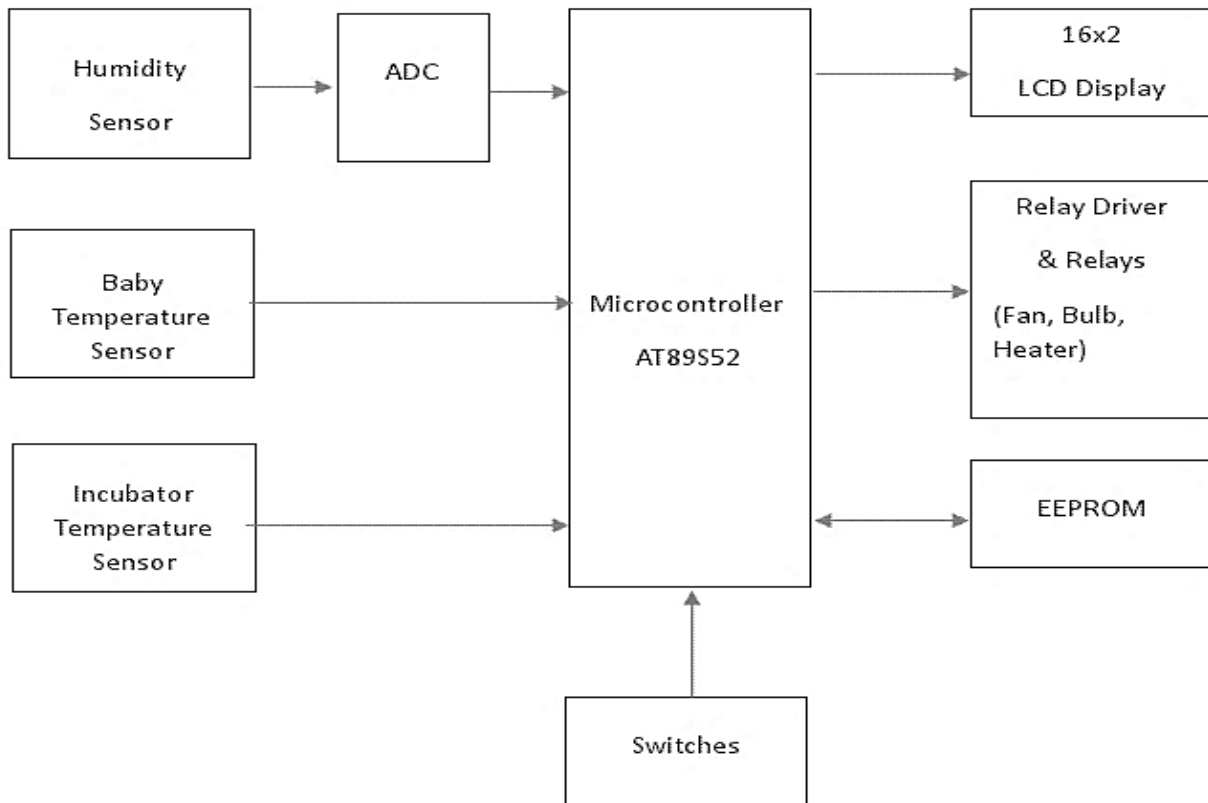 Humidity
Sensor
ADC
16x2
LCD Display
Baby
Temperature
Sensor
Microcontroller
AT89S52
Relay Driver
& Relays
(Fan, Bulb,
Heater)
Incubator
Temperature
Sensor
EEPROM
Switches